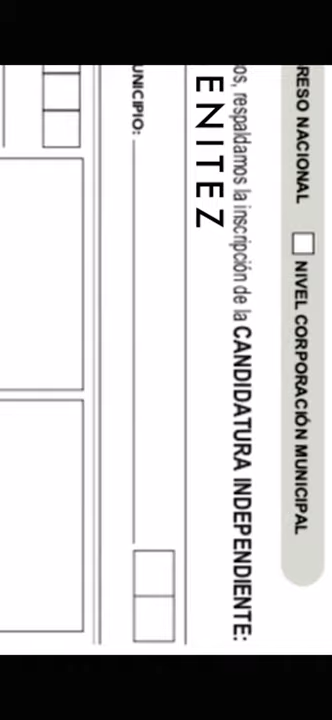 RESO NACIONAL NIVEL CORPORACIÓN MUNICIPAL
os, respaldamos la inscripción de la CANDIDATURA INDEPENDIENTE:
ENITEZ
UNICIPIO: